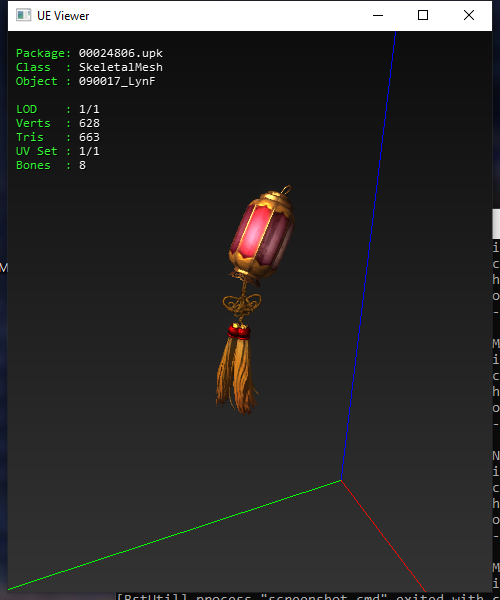 UE Viewer
Package: 00024806.upk
Class : SkeletalMesh
Object : 090017_LynF
LOD : 1/1
Verts : 628
Tris : 663
UV Set : 1/1
Bones : 8
M
i
c
h
o
-
M
i
c
h
o
-
N
i
c
h
o
-
M
i
[RstUtil] process "screenshot.cmd" exited with